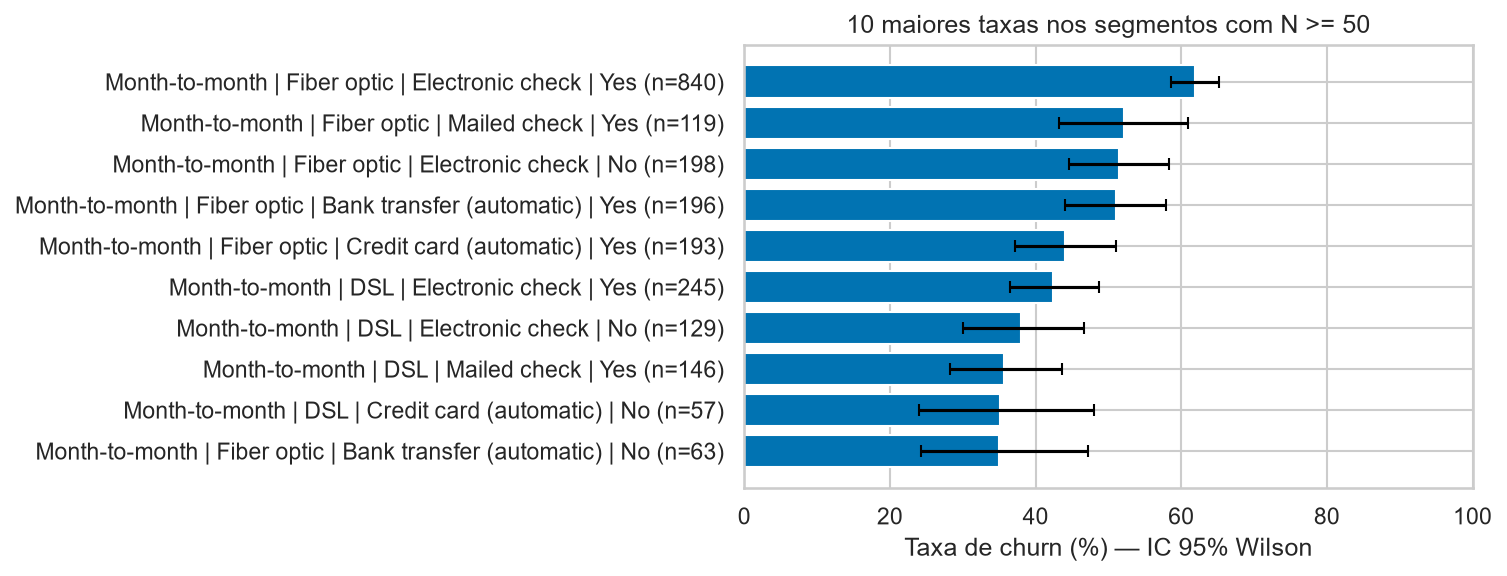 10 maiores taxas nos segmentos com N >= 50
Month-to-month | Fiber optic | Electronic check | Yes (n=840)
Month-to-month | Fiber optic | Mailed check | Yes (n=119)
Month-to-month | Fiber optic | Electronic check | No (n=198)
Month-to-month | Fiber optic | Bank transfer (automatic) | Yes (n=196)
Month-to-month | Fiber optic | Credit card (automatic) | Yes (n=193)
Month-to-month | DSL | Electronic check | Yes (n=245)
Month-to-month | DSL | Electronic check | No (n=129)
Month-to-month | DSL | Mailed check | Yes (n=146)
Month-to-month | DSL | Credit card (automatic) | No (n=57)
Month-to-month | Fiber optic | Bank transfer (automatic) | No (n=63)
0 20 40 60 80 100
Taxa de churn (%) — IC 95% Wilson